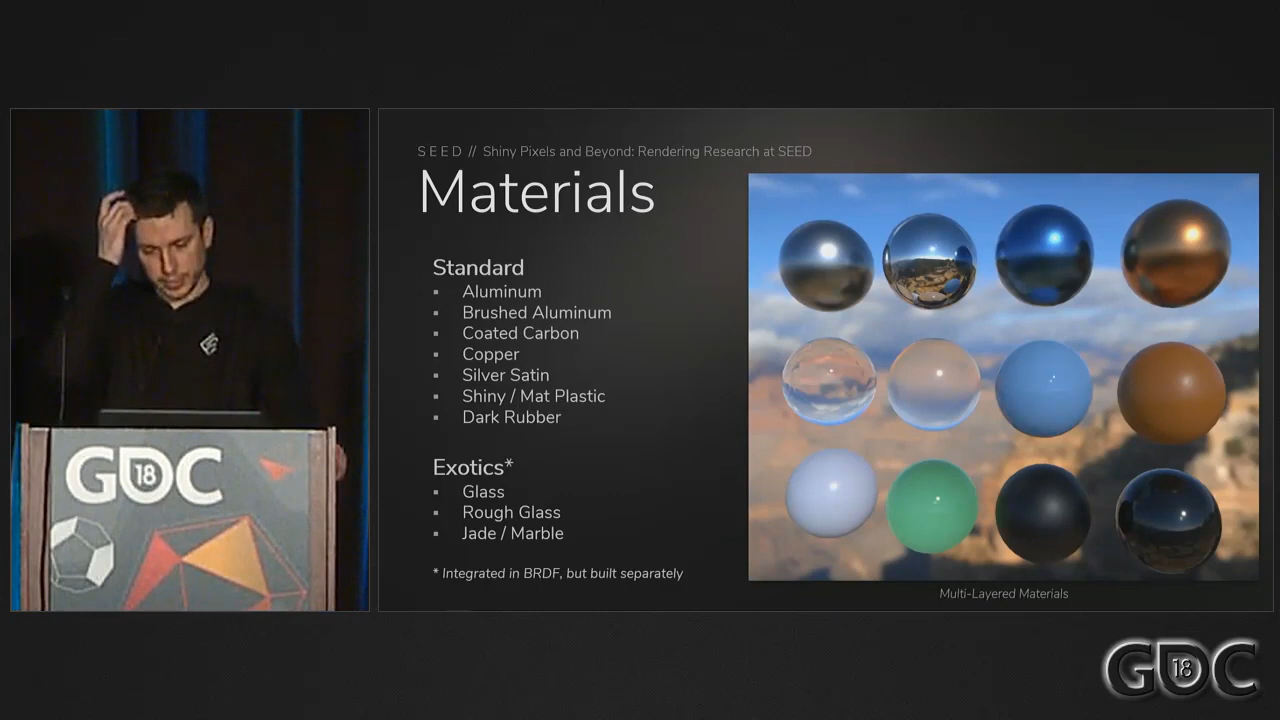 SEED // Shiny Pixels and Beyond: Rendering Research at SEED
Materials
Standard
▪ Aluminum
▪ Brushed Aluminum
▪ Coated Carbon
▪ Copper
▪ Silver Satin
▪ Shiny / Mat Plastic
▪ Dark Rubber
Exotics*
▪ Glass
▪ Rough Glass
▪ Jade / Marble
* Integrated in BRDF, but built separately
Multi-Layered Materials
GDC
18
GDC
18